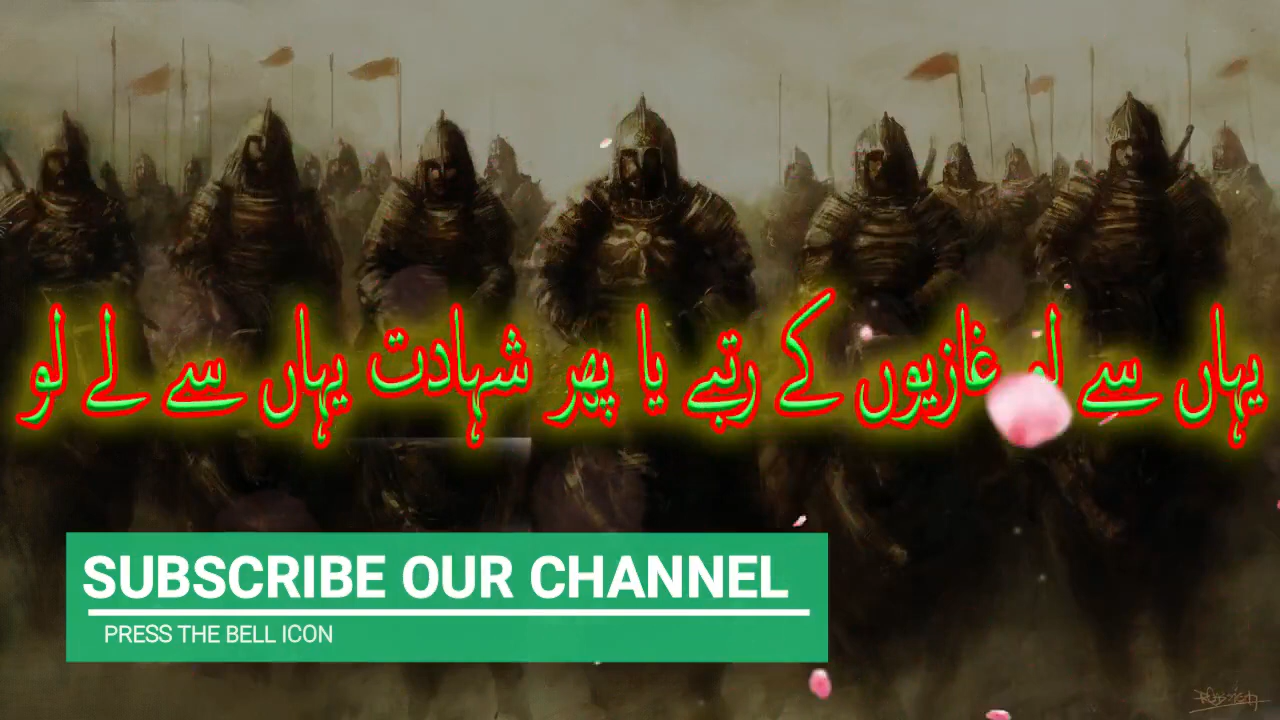 یہاں سے لو غازیوں کے رتبے یا پھر شہادت یہاں سے لے لو
SUBSCRIBE OUR CHANNEL
PRESS THE BELL ICON